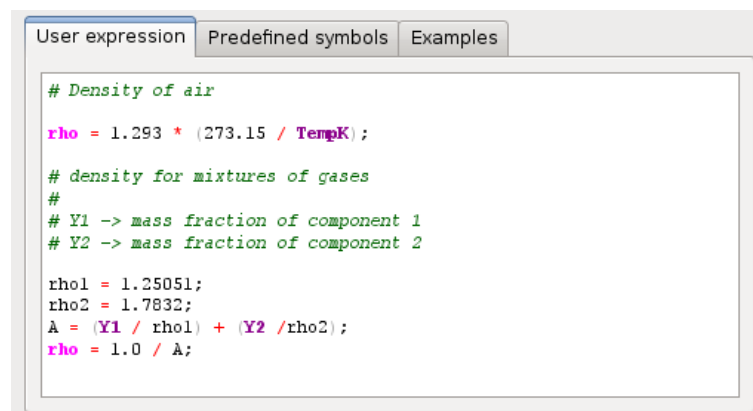 User expression Predefined symbols Examples
# Density of air
rho = 1.293 * (273.15 / TempK);
# density for mixtures of gases
#
# Y1 -> mass fraction of component 1
# Y2 -> mass fraction of component 2
rho1 = 1.25051;
rho2 = 1.7832;
A = (Y1 / rho1) + (Y2 /rho2);
rho = 1.0 / A;